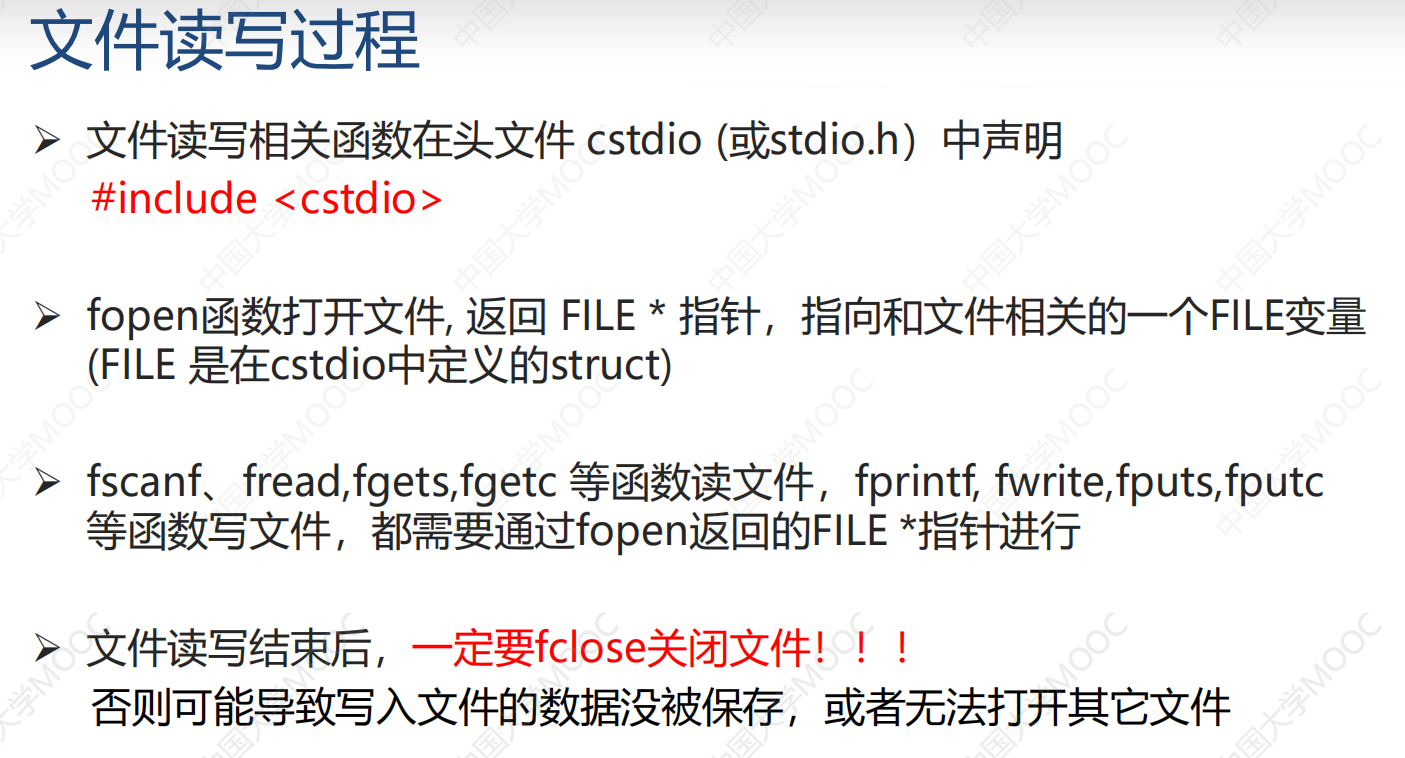 文件读写过程
文件读写相关函数在头文件 cstdio (或stdio.h）中声明
#include <cstdio>
fopen函数打开文件, 返回 FILE * 指针，指向和文件相关的一个FILE变量
(FILE 是在cstdio中定义的struct)
fscanf、fread,fgets,fgetc 等函数读文件，fprintf, fwrite,fputs,fputc
等函数写文件，都需要通过fopen返回的FILE *指针进行
文件读写结束后，一定要fclose关闭文件！！！
否则可能导致写入文件的数据没被保存，或者无法打开其它文件
中国大学MOOC